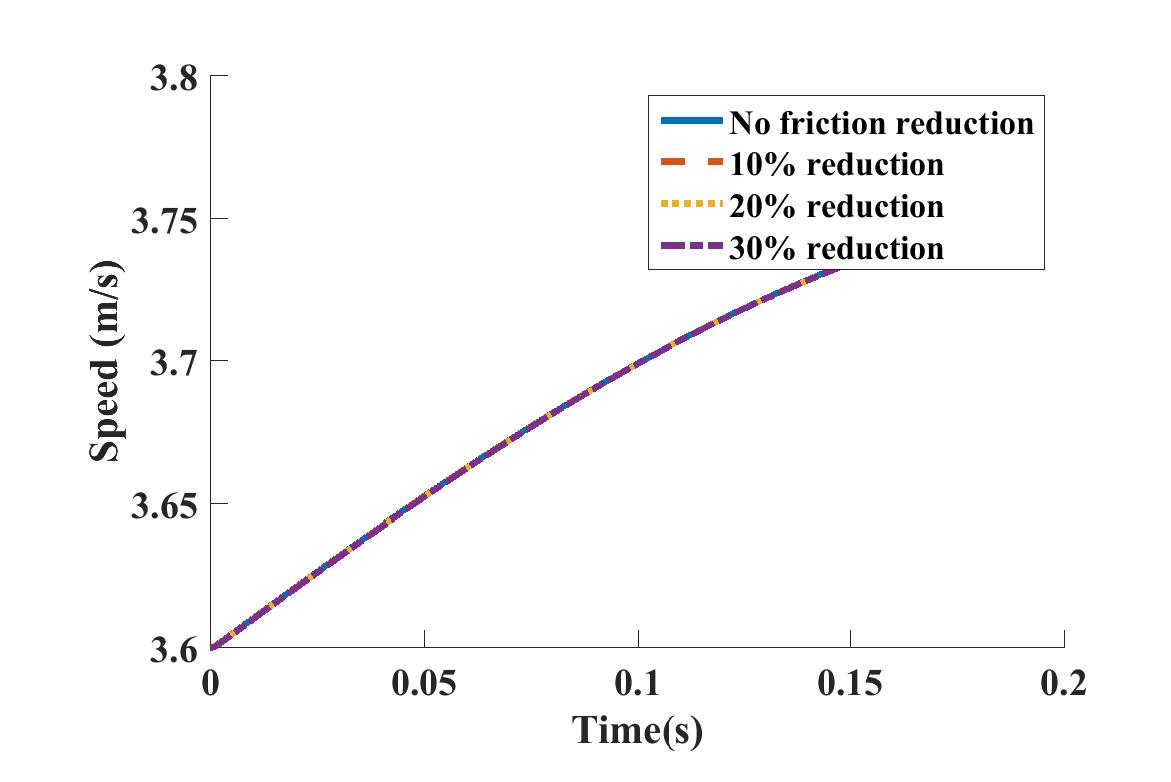 3.8
3.75
3.7
3.65
3.6
Speed (m/s)
No friction reduction
10% reduction
20% reduction
30% reduction
0 0.05 0.1 0.15 0.2
Time(s)